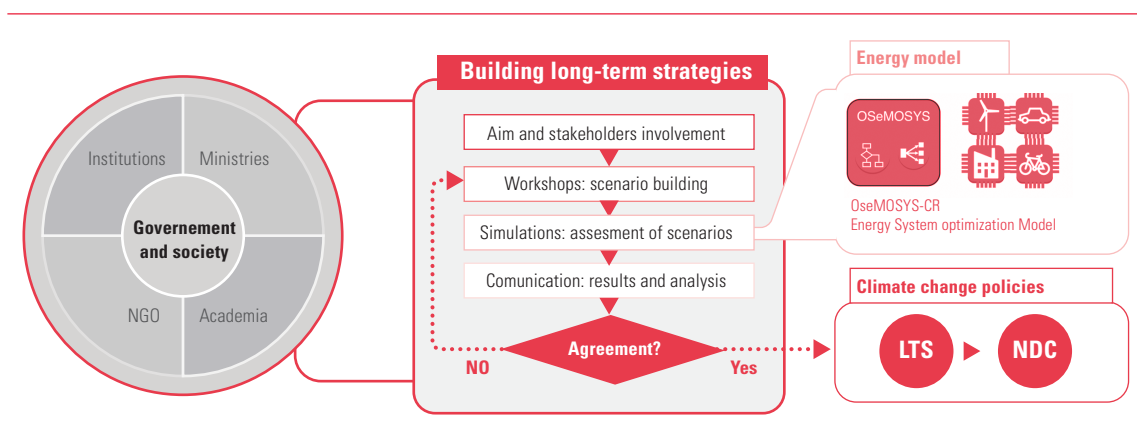 Institutions
Ministries
Governement
and society
NGO
Academia
Building long-term strategies
Aim and stakeholders involvement
Workshops: scenario building
Simulations: assesment of scenarios
Comunication: results and analysis
Agreement?
NO
Yes
Energy model
OSeMOSYS
OseMOSYS-CR
Energy System optimization Model
Climate change policies
LTS
NDC